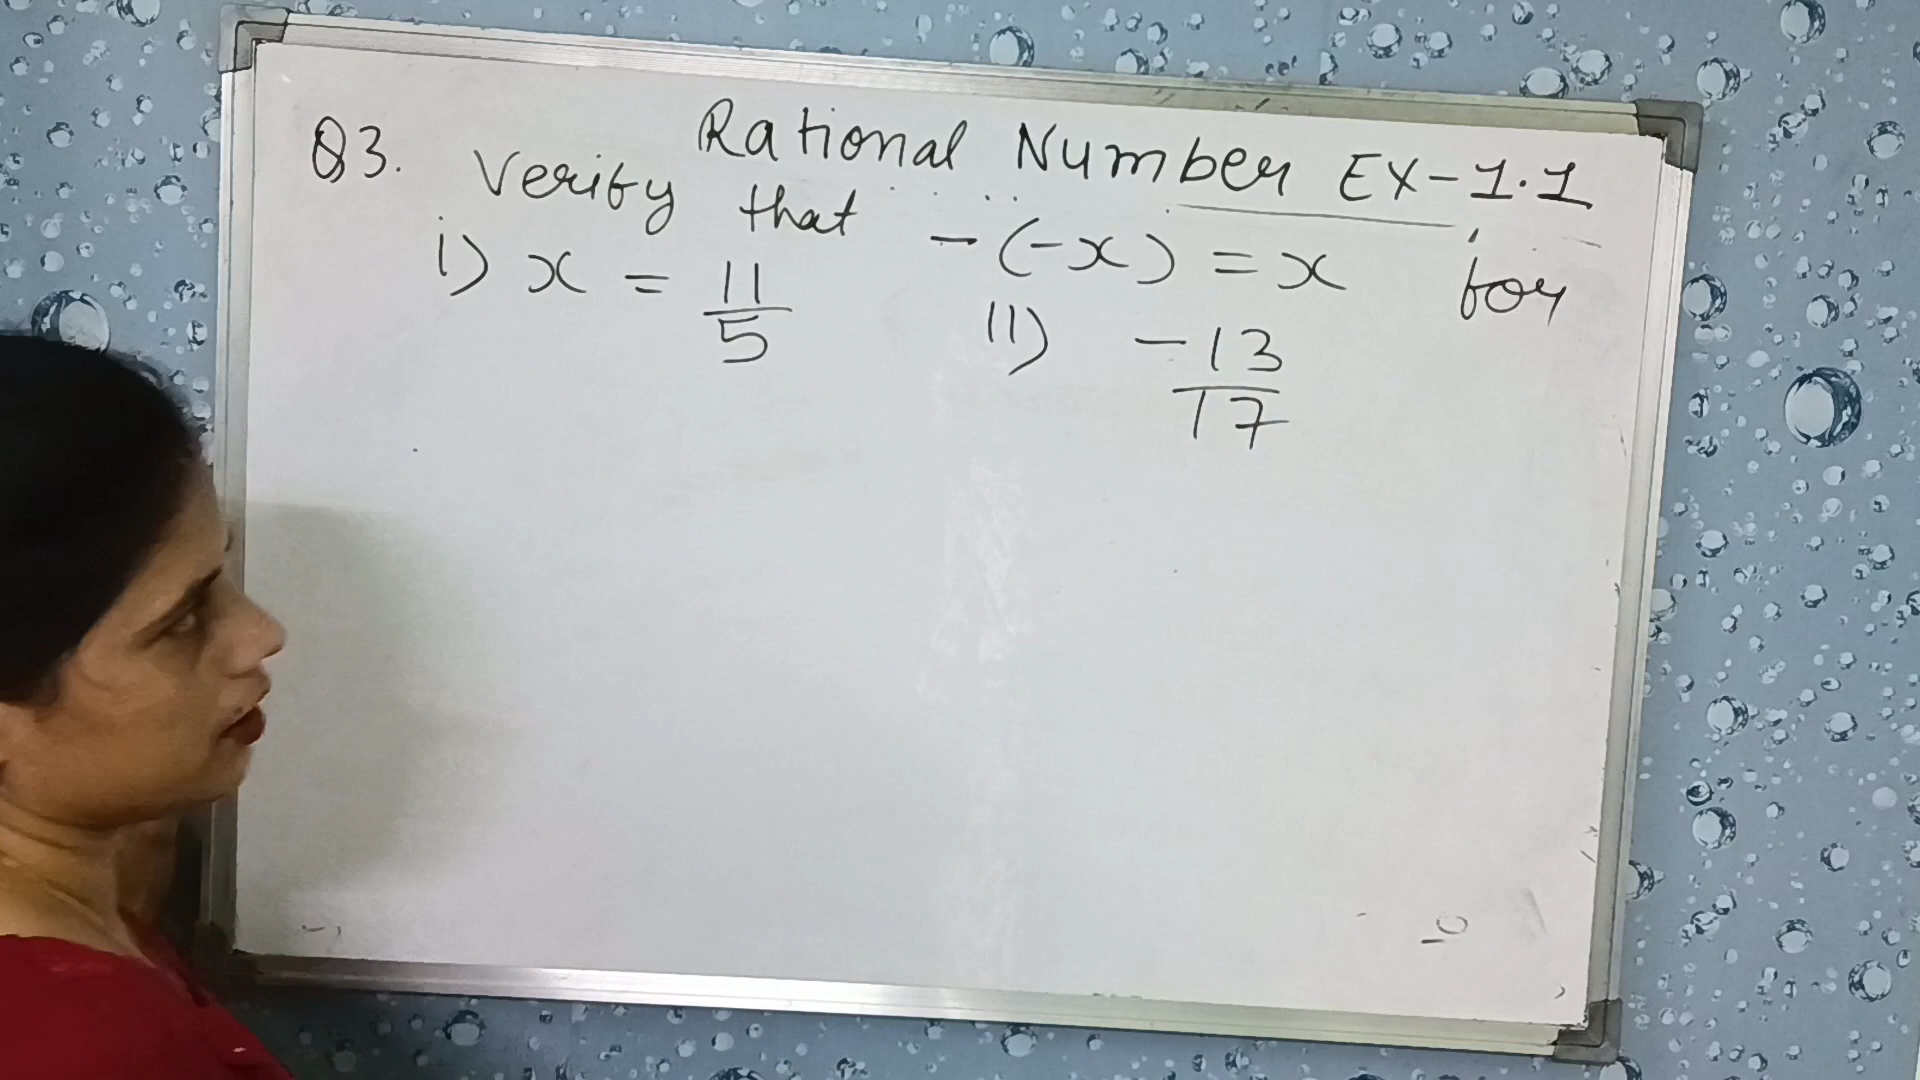 Rational Number EX-1.1
Q3. Verify that -(-x) = x for
i) x = 11/5 ii) -13/17